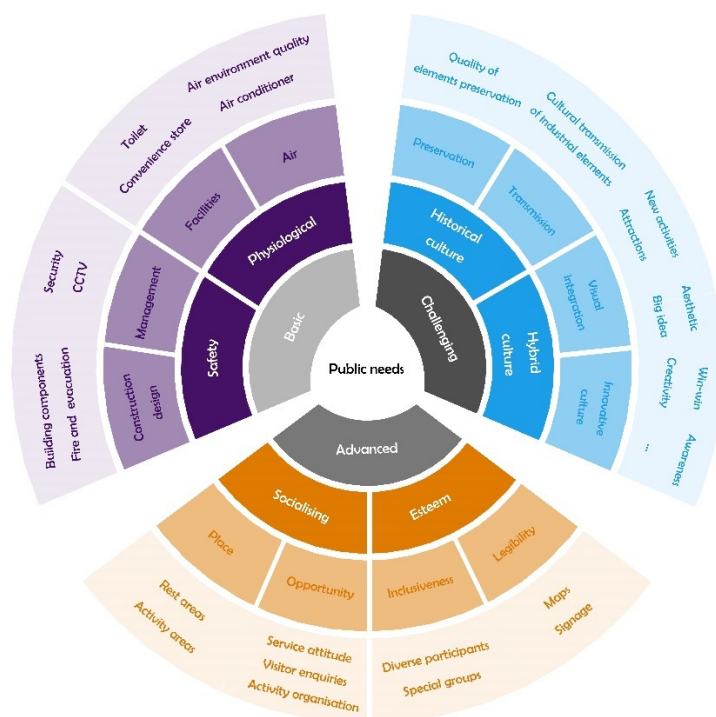 Public needs
Basic
Physiological
Air
Air environment quality
Air conditioner
Facilities
Toilet
Convenience store
Safety
Management
Security
CCTV
Construction
design
Building components
Fire and evacuation
Challenging
Historical
culture
Preservation
Quality of
elements preservation
Transmission
Cultural transmission
of industrial elements
Hybrid
culture
Visual
integration
New activities
Attractions
Aesthetic
Big idea
Innovative
culture
Win-win
Creativity
Awareness
...
Advanced
Socialising
Place
Rest areas
Activity areas
Opportunity
Service attitude
Visitor enquiries
Activity organisation
Esteem
Inclusiveness
Diverse participants
Special groups
Legibility
Maps
Signage